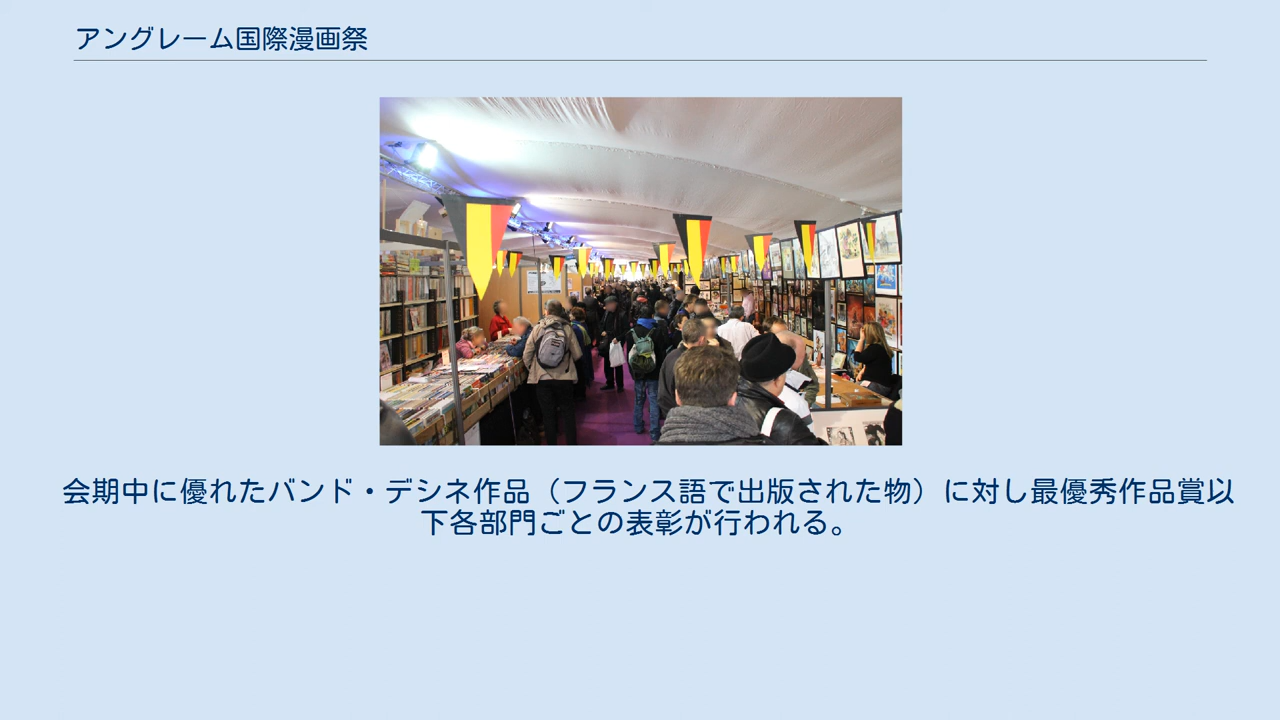 アングレーム国際漫画祭
会期中に優れたバンド・デシネ作品（フランス語で出版された物）に対し最優秀作品賞以
下各部門ごとの表彰が行われる。